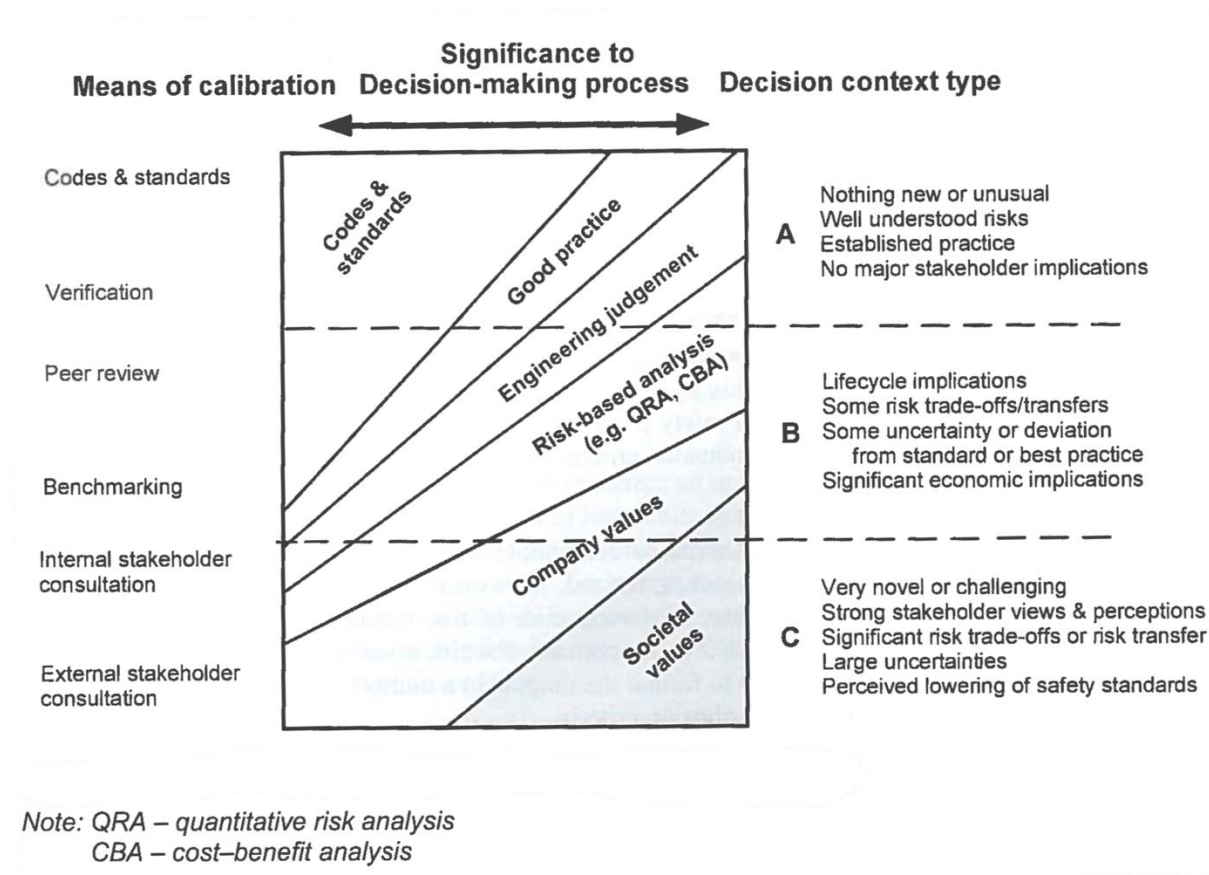 Means of calibration
Significance to
Decision-making process
Decision context type
Codes & standards
Verification
Peer review
Benchmarking
Internal stakeholder
consultation
External stakeholder
consultation
Codes &
standards
Good practice
Engineering judgement
Risk-based analysis
(e.g. QRA, CBA)
Company values
Societal
values
A
Nothing new or unusual
Well understood risks
Established practice
No major stakeholder implications
B
Lifecycle implications
Some risk trade-offs/transfers
Some uncertainty or deviation
from standard or best practice
Significant economic implications
C
Very novel or challenging
Strong stakeholder views & perceptions
Significant risk trade-offs or risk transfer
Large uncertainties
Perceived lowering of safety standards
Note: QRA – quantitative risk analysis
CBA – cost–benefit analysis